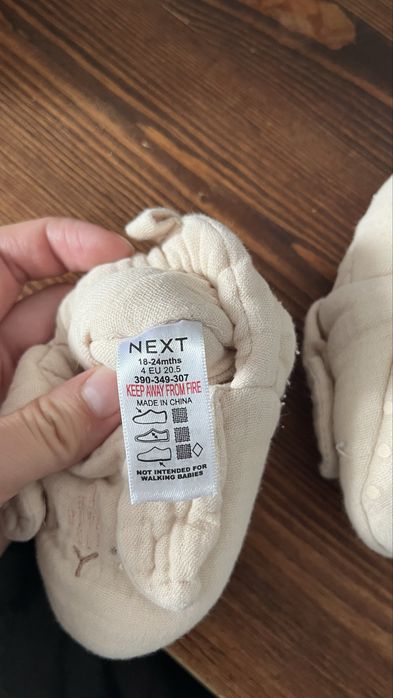 NEXT
18-24mths
4 EU 20.5
390-349-307
KEEP AWAY FROM FIRE
MADE IN CHINA
NOT INTENDED FOR
WALKING BABIES